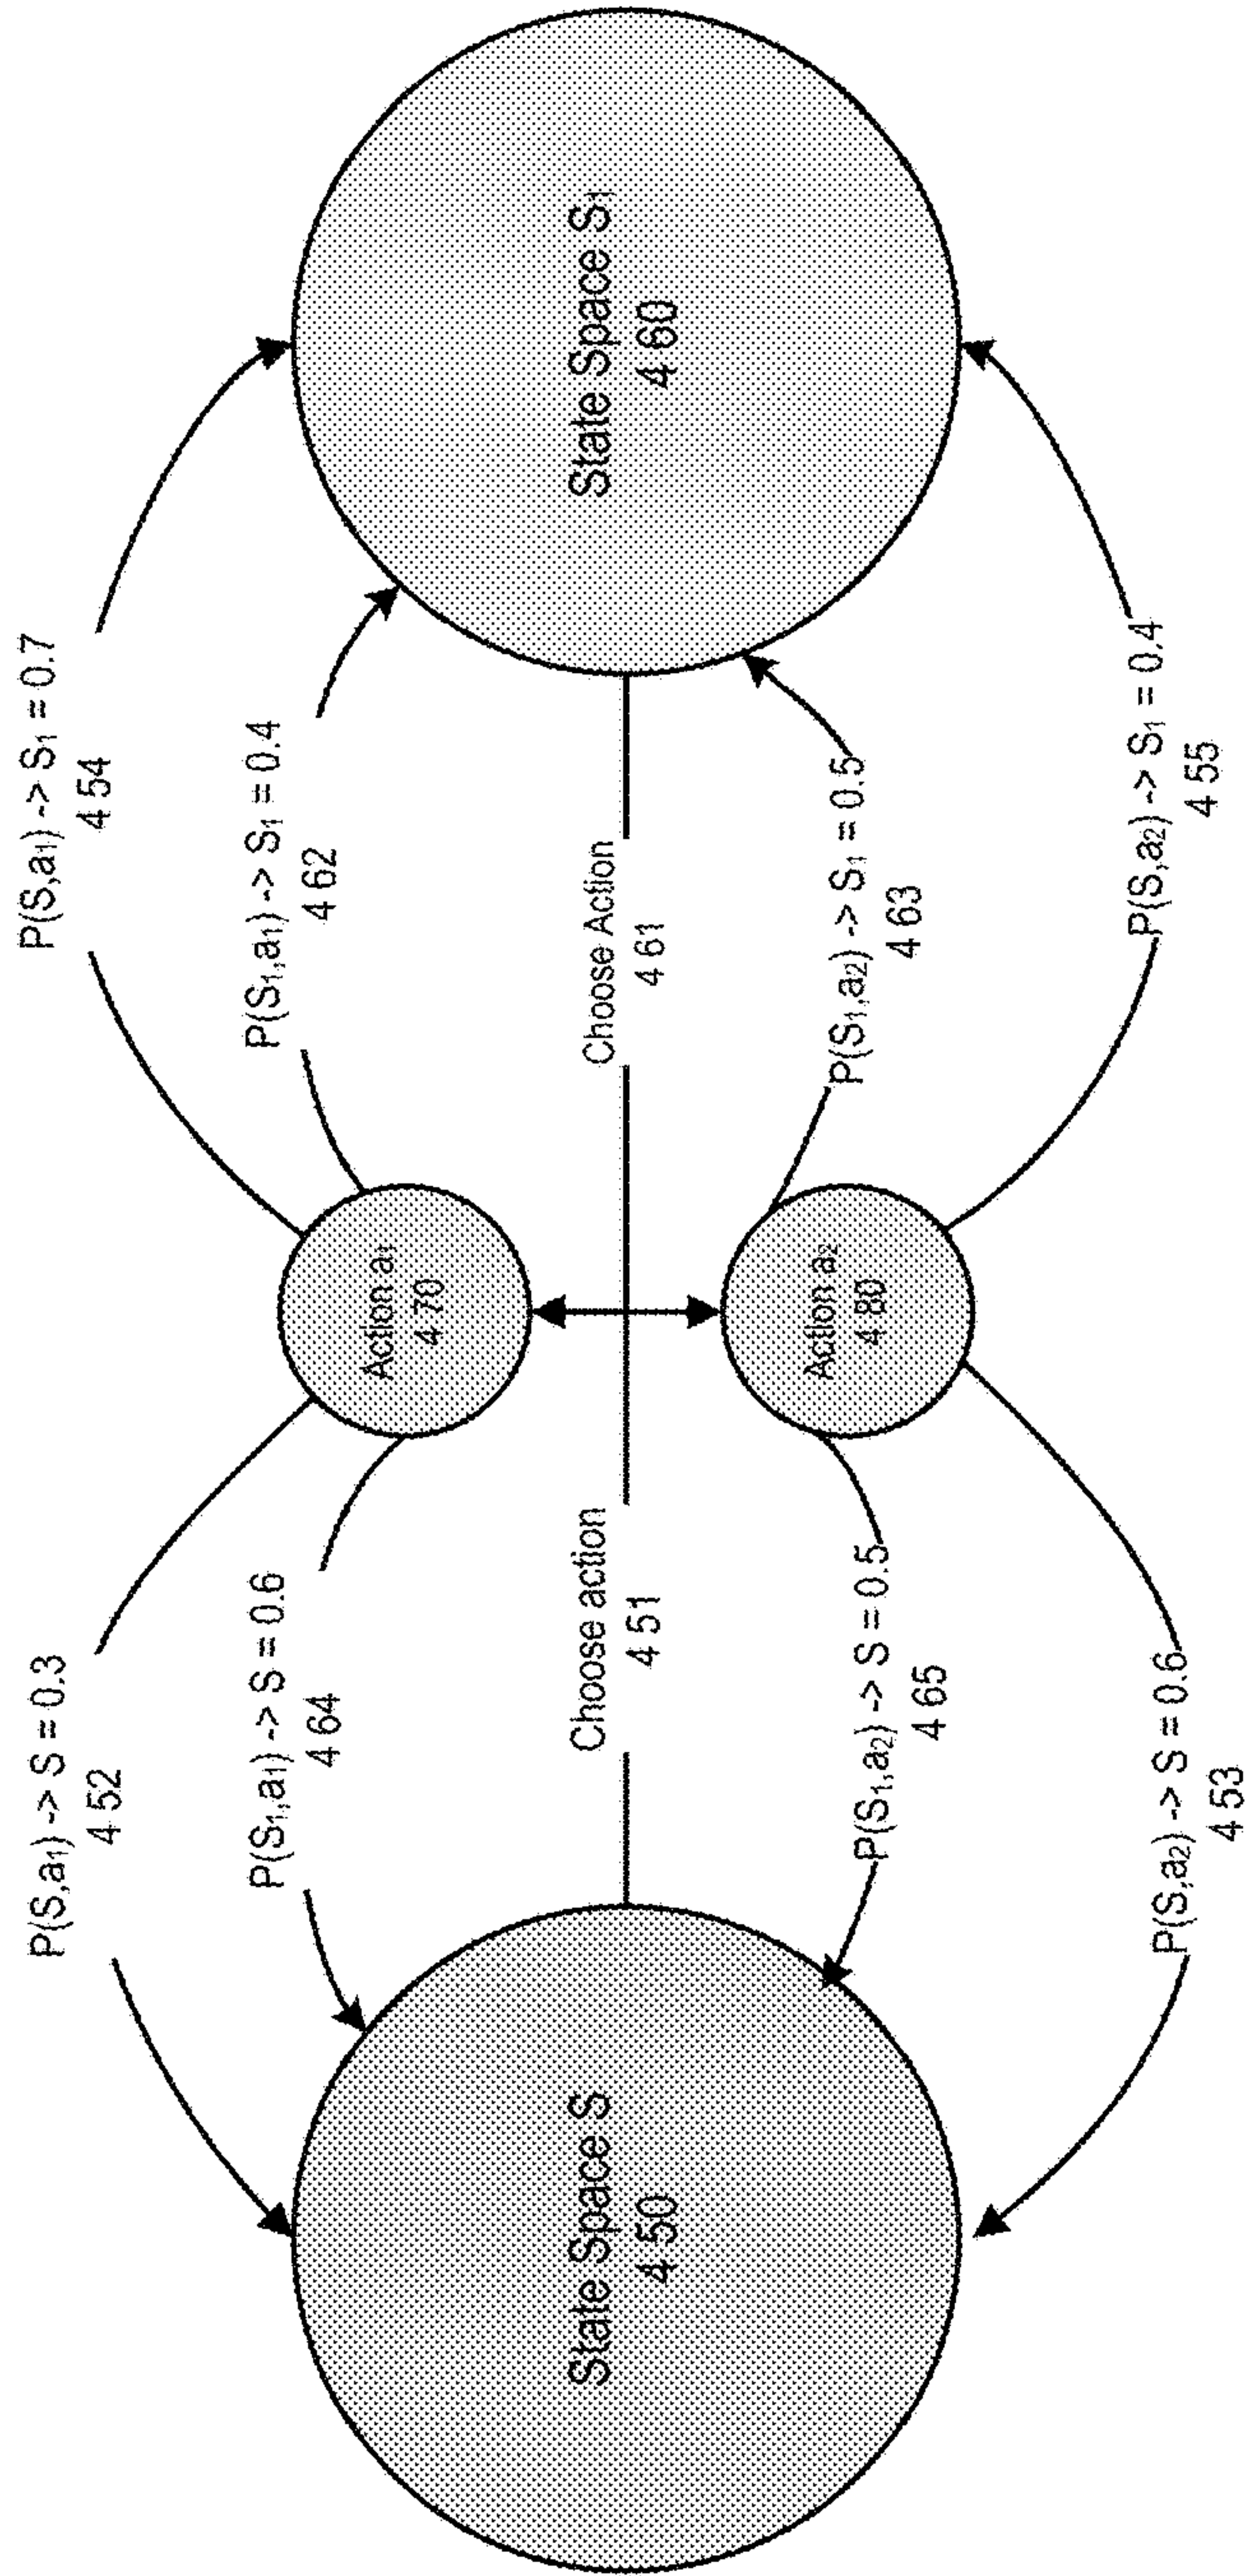 P(S,a₁) -> S = 0.3
4 52
P(S,a₁) -> S₁ = 0.7
4 54
P(S₁,a₁) -> S = 0.6
4 64
P(S₁,a₁) -> S₁ = 0.4
4 62
Action a₁
4 70
State Space S
4 50
Choose action
4 51
Choose Action
4 61
State Space S₁
4 60
Action a₂
4 80
P(S₁,a₂) -> S = 0.5
4 65
P(S₁,a₂) -> S₁ = 0.5
4 63
P(S,a₂) -> S = 0.6
4 53
P(S,a₂) -> S₁ = 0.4
4 55